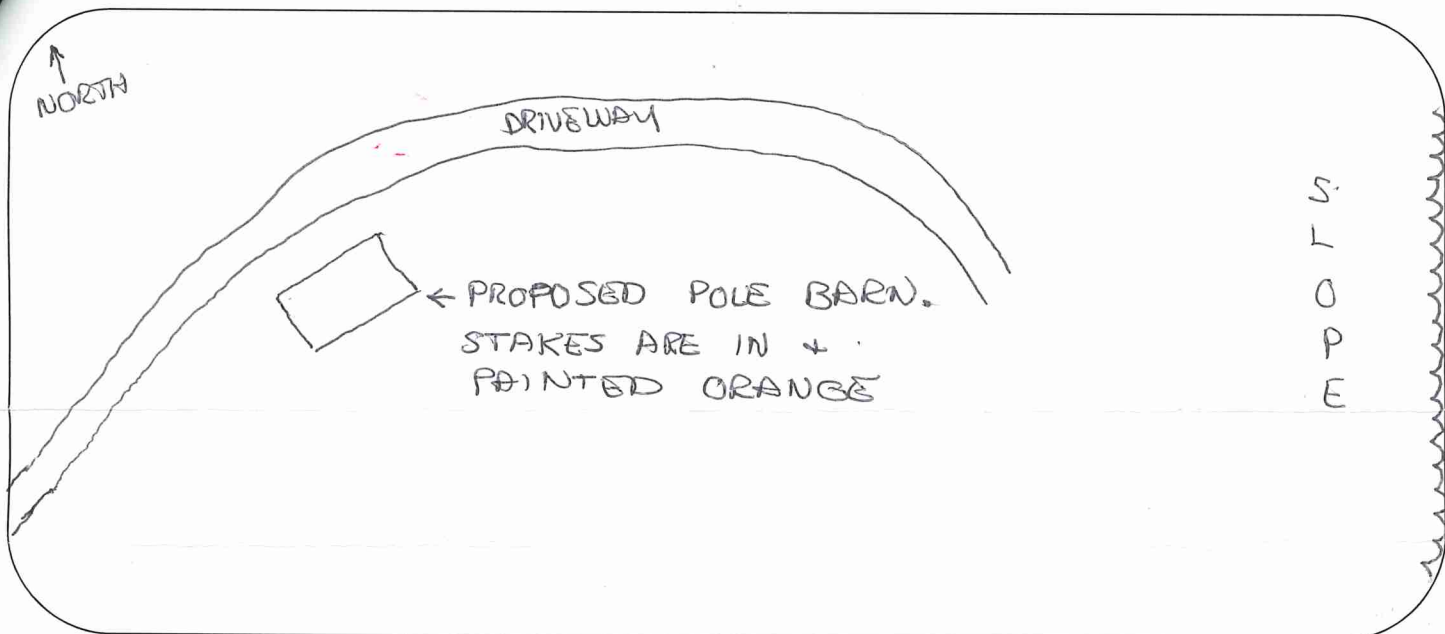 NORTH
DRIVEWAY
← PROPOSED POLE BARN.
STAKES ARE IN +
PAINTED ORANGE
S
L
O
P
E